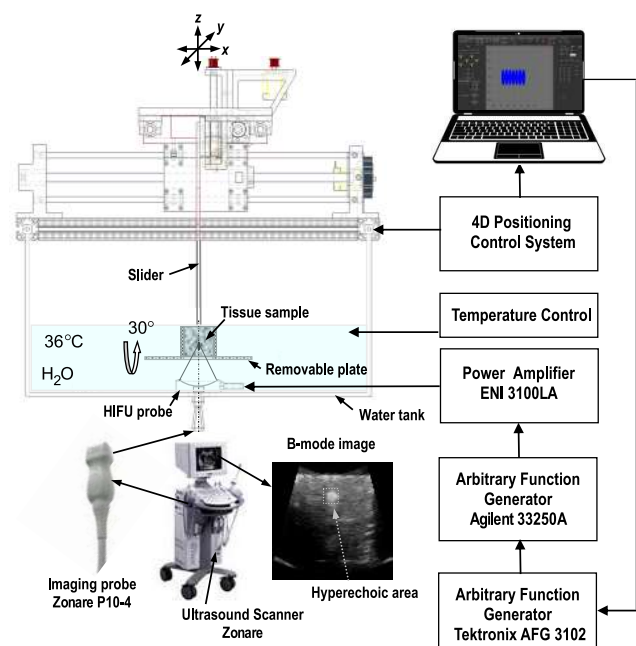 z
y
x
4D Positioning
Control System
Slider
Tissue sample
Temperature Control
36°C
30°
H₂O
Removable plate
Power Amplifier
ENI 3100LA
HIFU probe
Water tank
B-mode image
Arbitrary Function
Generator
Agilent 33250A
Imaging probe
Zonare P10-4
Ultrasound Scanner
Zonare
Hyperechoic area
Arbitrary Function
Generator
Tektronix AFG 3102